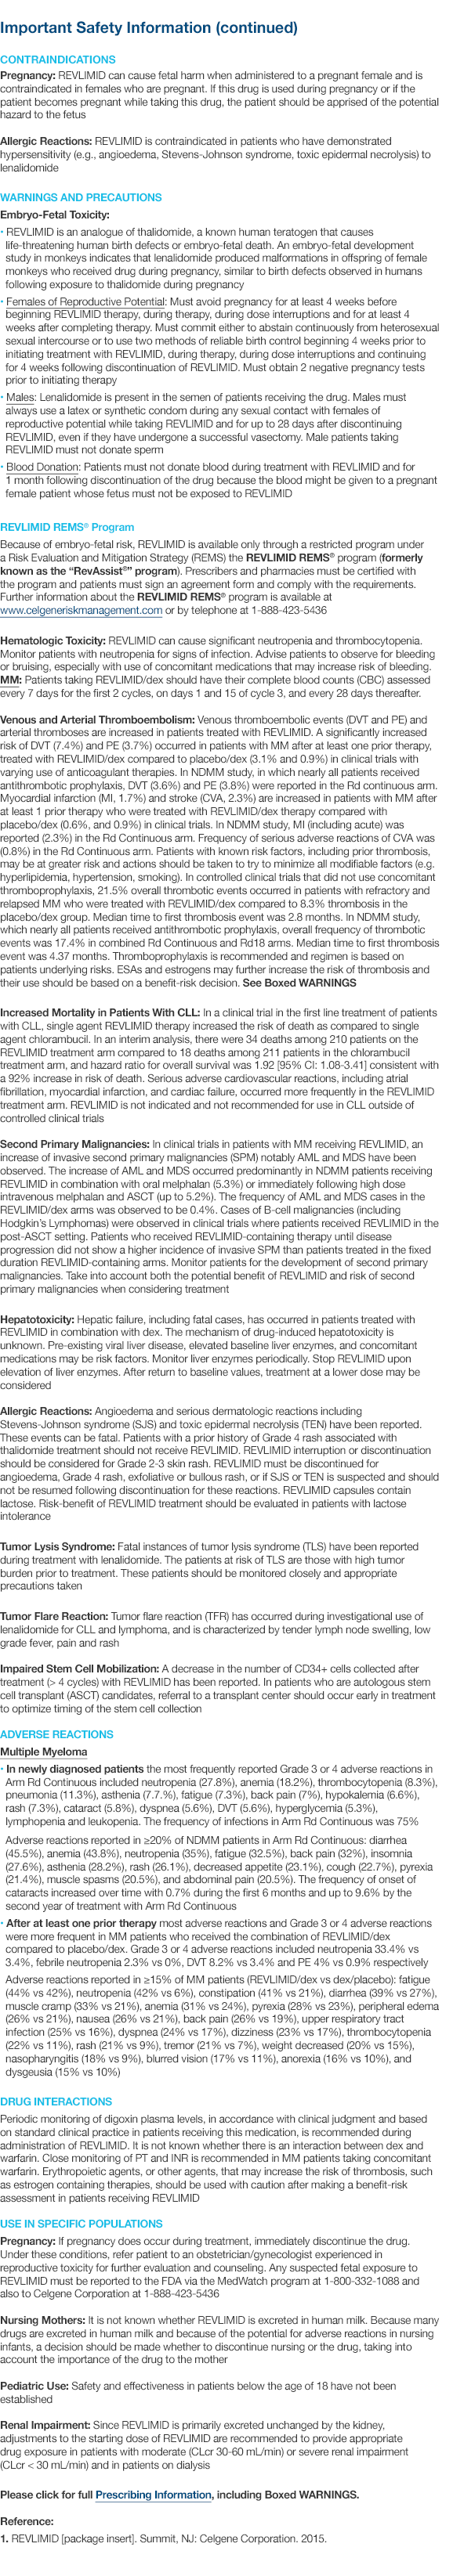 Important Safety Information (continued)
CONTRAINDICATIONS
Pregnancy: REVLIMID can cause fetal harm when administered to a pregnant female and is
contraindicated in females who are pregnant. If this drug is used during pregnancy or if the
patient becomes pregnant while taking this drug, the patient should be apprised of the potential
hazard to the fetus
Allergic Reactions: REVLIMID is contraindicated in patients who have demonstrated
hypersensitivity (e.g., angioedema, Stevens-Johnson syndrome, toxic epidermal necrolysis) to
lenalidomide
WARNINGS AND PRECAUTIONS
Embryo-Fetal Toxicity:
• REVLIMID is an analogue of thalidomide, a known human teratogen that causes
life-threatening human birth defects or embryo-fetal death. An embryo-fetal development
study in monkeys indicates that lenalidomide produced malformations in offspring of female
monkeys who received drug during pregnancy, similar to birth defects observed in humans
following exposure to thalidomide during pregnancy
• Females of Reproductive Potential: Must avoid pregnancy for at least 4 weeks before
beginning REVLIMID therapy, during therapy, during dose interruptions and for at least 4
weeks after completing therapy. Must commit either to abstain continuously from heterosexual
sexual intercourse or to use two methods of reliable birth control beginning 4 weeks prior to
initiating treatment with REVLIMID, during therapy, during dose interruptions and continuing
for 4 weeks following discontinuation of REVLIMID. Must obtain 2 negative pregnancy tests
prior to initiating therapy
• Males: Lenalidomide is present in the semen of patients receiving the drug. Males must
always use a latex or synthetic condom during any sexual contact with females of
reproductive potential while taking REVLIMID and for up to 28 days after discontinuing
REVLIMID, even if they have undergone a successful vasectomy. Male patients taking
REVLIMID must not donate sperm
• Blood Donation: Patients must not donate blood during treatment with REVLIMID and for
1 month following discontinuation of the drug because the blood might be given to a pregnant
female patient whose fetus must not be exposed to REVLIMID
REVLIMID REMS® Program
Because of embryo-fetal risk, REVLIMID is available only through a restricted program under
a Risk Evaluation and Mitigation Strategy (REMS) the REVLIMID REMS® program (formerly
known as the “RevAssist®” program). Prescribers and pharmacies must be certified with
the program and patients must sign an agreement form and comply with the requirements.
Further information about the REVLIMID REMS® program is available at
www.celgeneriskmanagement.com or by telephone at 1-888-423-5436
Hematologic Toxicity: REVLIMID can cause significant neutropenia and thrombocytopenia.
Monitor patients with neutropenia for signs of infection. Advise patients to observe for bleeding
or bruising, especially with use of concomitant medications that may increase risk of bleeding.
MM: Patients taking REVLIMID/dex should have their complete blood counts (CBC) assessed
every 7 days for the first 2 cycles, on days 1 and 15 of cycle 3, and every 28 days thereafter.
Venous and Arterial Thromboembolism: Venous thromboembolic events (DVT and PE) and
arterial thromboses are increased in patients treated with REVLIMID. A significantly increased
risk of DVT (7.4%) and PE (3.7%) occurred in patients with MM after at least one prior therapy,
treated with REVLIMID/dex compared to placebo/dex (3.1% and 0.9%) in clinical trials with
varying use of anticoagulant therapies. In NDMM study, in which nearly all patients received
antithrombotic prophylaxis, DVT (3.6%) and PE (3.8%) were reported in the Rd continuous arm.
Myocardial infarction (MI, 1.7%) and stroke (CVA, 2.3%) are increased in patients with MM after
at least 1 prior therapy who were treated with REVLIMID/dex therapy compared with
placebo/dex (0.6%, and 0.9%) in clinical trials. In NDMM study, MI (including acute) was
reported (2.3%) in the Rd Continuous arm. Frequency of serious adverse reactions of CVA was
(0.8%) in the Rd Continuous arm. Patients with known risk factors, including prior thrombosis,
may be at greater risk and actions should be taken to try to minimize all modifiable factors (e.g.
hyperlipidemia, hypertension, smoking). In controlled clinical trials that did not use concomitant
thromboprophylaxis, 21.5% overall thrombotic events occurred in patients with refractory and
relapsed MM who were treated with REVLIMID/dex compared to 8.3% thrombosis in the
placebo/dex group. Median time to first thrombosis event was 2.8 months. In NDMM study,
which nearly all patients received antithrombotic prophylaxis, overall frequency of thrombotic
events was 17.4% in combined Rd Continuous and Rd18 arms. Median time to first thrombosis
event was 4.37 months. Thromboprophylaxis is recommended and regimen is based on
patients underlying risks. ESAs and estrogens may further increase the risk of thrombosis and
their use should be based on a benefit-risk decision. See Boxed WARNINGS
Increased Mortality in Patients With CLL: In a clinical trial in the first line treatment of patients
with CLL, single agent REVLIMID therapy increased the risk of death as compared to single
agent chlorambucil. In an interim analysis, there were 34 deaths among 210 patients on the
REVLIMID treatment arm compared to 18 deaths among 211 patients in the chlorambucil
treatment arm, and hazard ratio for overall survival was 1.92 [95% CI: 1.08-3.41] consistent with
a 92% increase in risk of death. Serious adverse cardiovascular reactions, including atrial
fibrillation, myocardial infarction, and cardiac failure, occurred more frequently in the REVLIMID
treatment arm. REVLIMID is not indicated and not recommended for use in CLL outside of
controlled clinical trials
Second Primary Malignancies: In clinical trials in patients with MM receiving REVLIMID, an
increase of invasive second primary malignancies (SPM) notably AML and MDS have been
observed. The increase of AML and MDS occurred predominantly in NDMM patients receiving
REVLIMID in combination with oral melphalan (5.3%) or immediately following high dose
intravenous melphalan and ASCT (up to 5.2%). The frequency of AML and MDS cases in the
REVLIMID/dex arms was observed to be 0.4%. Cases of B-cell malignancies (including
Hodgkin’s Lymphomas) were observed in clinical trials where patients received REVLIMID in the
post-ASCT setting. Patients who received REVLIMID-containing therapy until disease
progression did not show a higher incidence of invasive SPM than patients treated in the fixed
duration REVLIMID-containing arms. Monitor patients for the development of second primary
malignancies. Take into account both the potential benefit of REVLIMID and risk of second
primary malignancies when considering treatment
Hepatotoxicity: Hepatic failure, including fatal cases, has occurred in patients treated with
REVLIMID in combination with dex. The mechanism of drug-induced hepatotoxicity is
unknown. Pre-existing viral liver disease, elevated baseline liver enzymes, and concomitant
medications may be risk factors. Monitor liver enzymes periodically. Stop REVLIMID upon
elevation of liver enzymes. After return to baseline values, treatment at a lower dose may be
considered
Allergic Reactions: Angioedema and serious dermatologic reactions including
Stevens-Johnson syndrome (SJS) and toxic epidermal necrolysis (TEN) have been reported.
These events can be fatal. Patients with a prior history of Grade 4 rash associated with
thalidomide treatment should not receive REVLIMID. REVLIMID interruption or discontinuation
should be considered for Grade 2-3 skin rash. REVLIMID must be discontinued for
angioedema, Grade 4 rash, exfoliative or bullous rash, or if SJS or TEN is suspected and should
not be resumed following discontinuation for these reactions. REVLIMID capsules contain
lactose. Risk-benefit of REVLIMID treatment should be evaluated in patients with lactose
intolerance
Tumor Lysis Syndrome: Fatal instances of tumor lysis syndrome (TLS) have been reported
during treatment with lenalidomide. The patients at risk of TLS are those with high tumor
burden prior to treatment. These patients should be monitored closely and appropriate
precautions taken
Tumor Flare Reaction: Tumor flare reaction (TFR) has occurred during investigational use of
lenalidomide for CLL and lymphoma, and is characterized by tender lymph node swelling, low
grade fever, pain and rash
Impaired Stem Cell Mobilization: A decrease in the number of CD34+ cells collected after
treatment (> 4 cycles) with REVLIMID has been reported. In patients who are autologous stem
cell transplant (ASCT) candidates, referral to a transplant center should occur early in treatment
to optimize timing of the stem cell collection
ADVERSE REACTIONS
Multiple Myeloma
• In newly diagnosed patients the most frequently reported Grade 3 or 4 adverse reactions in
Arm Rd Continuous included neutropenia (27.8%), anemia (18.2%), thrombocytopenia (8.3%),
pneumonia (11.3%), asthenia (7.7.%), fatigue (7.3%), back pain (7%), hypokalemia (6.6%),
rash (7.3%), cataract (5.8%), dyspnea (5.6%), DVT (5.6%), hyperglycemia (5.3%),
lymphopenia and leukopenia. The frequency of infections in Arm Rd Continuous was 75%
Adverse reactions reported in ≥20% of NDMM patients in Arm Rd Continuous: diarrhea
(45.5%), anemia (43.8%), neutropenia (35%), fatigue (32.5%), back pain (32%), insomnia
(27.6%), asthenia (28.2%), rash (26.1%), decreased appetite (23.1%), cough (22.7%), pyrexia
(21.4%), muscle spasms (20.5%), and abdominal pain (20.5%). The frequency of onset of
cataracts increased over time with 0.7% during the first 6 months and up to 9.6% by the
second year of treatment with Arm Rd Continuous
• After at least one prior therapy most adverse reactions and Grade 3 or 4 adverse reactions
were more frequent in MM patients who received the combination of REVLIMID/dex
compared to placebo/dex. Grade 3 or 4 adverse reactions included neutropenia 33.4% vs
3.4%, febrile neutropenia 2.3% vs 0%, DVT 8.2% vs 3.4% and PE 4% vs 0.9% respectively
Adverse reactions reported in ≥15% of MM patients (REVLIMID/dex vs dex/placebo): fatigue
(44% vs 42%), neutropenia (42% vs 6%), constipation (41% vs 21%), diarrhea (39% vs 27%),
muscle cramp (33% vs 21%), anemia (31% vs 24%), pyrexia (28% vs 23%), peripheral edema
(26% vs 21%), nausea (26% vs 21%), back pain (26% vs 19%), upper respiratory tract
infection (25% vs 16%), dyspnea (24% vs 17%), dizziness (23% vs 17%), thrombocytopenia
(22% vs 11%), rash (21% vs 9%), tremor (21% vs 7%), weight decreased (20% vs 15%),
nasopharyngitis (18% vs 9%), blurred vision (17% vs 11%), anorexia (16% vs 10%), and
dysgeusia (15% vs 10%)
DRUG INTERACTIONS
Periodic monitoring of digoxin plasma levels, in accordance with clinical judgment and based
on standard clinical practice in patients receiving this medication, is recommended during
administration of REVLIMID. It is not known whether there is an interaction between dex and
warfarin. Close monitoring of PT and INR is recommended in MM patients taking concomitant
warfarin. Erythropoietic agents, or other agents, that may increase the risk of thrombosis, such
as estrogen containing therapies, should be used with caution after making a benefit-risk
assessment in patients receiving REVLIMID
USE IN SPECIFIC POPULATIONS
Pregnancy: If pregnancy does occur during treatment, immediately discontinue the drug.
Under these conditions, refer patient to an obstetrician/gynecologist experienced in
reproductive toxicity for further evaluation and counseling. Any suspected fetal exposure to
REVLIMID must be reported to the FDA via the MedWatch program at 1-800-332-1088 and
also to Celgene Corporation at 1-888-423-5436
Nursing Mothers: It is not known whether REVLIMID is excreted in human milk. Because many
drugs are excreted in human milk and because of the potential for adverse reactions in nursing
infants, a decision should be made whether to discontinue nursing or the drug, taking into
account the importance of the drug to the mother
Pediatric Use: Safety and effectiveness in patients below the age of 18 have not been
established
Renal Impairment: Since REVLIMID is primarily excreted unchanged by the kidney,
adjustments to the starting dose of REVLIMID are recommended to provide appropriate
drug exposure in patients with moderate (CLcr 30-60 mL/min) or severe renal impairment
(CLcr < 30 mL/min) and in patients on dialysis
Please click for full Prescribing Information, including Boxed WARNINGS.
Reference:
1. REVLIMID [package insert]. Summit, NJ: Celgene Corporation. 2015.